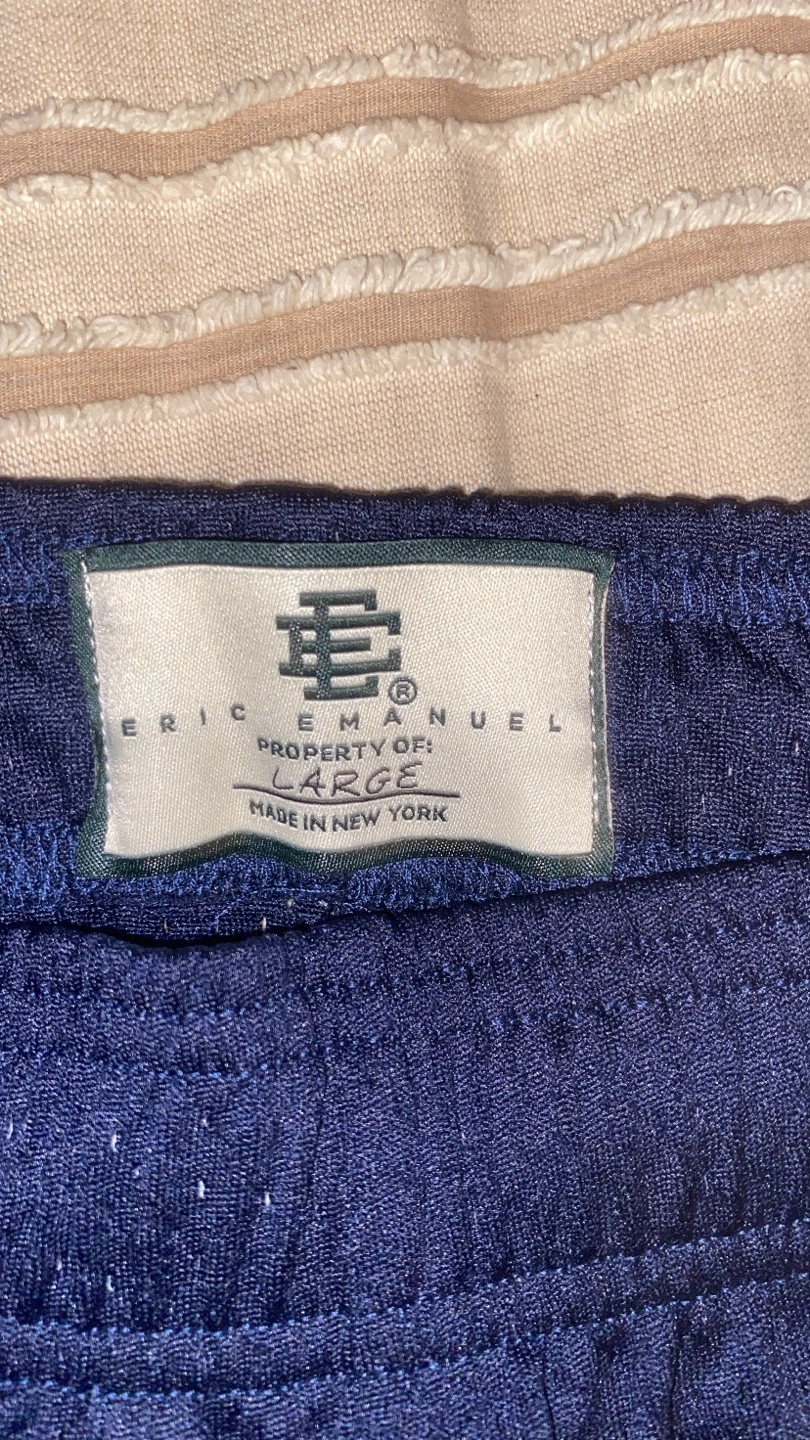 EE®
ERIC EMANUEL
PROPERTY OF:
LARGE
MADE IN NEW YORK